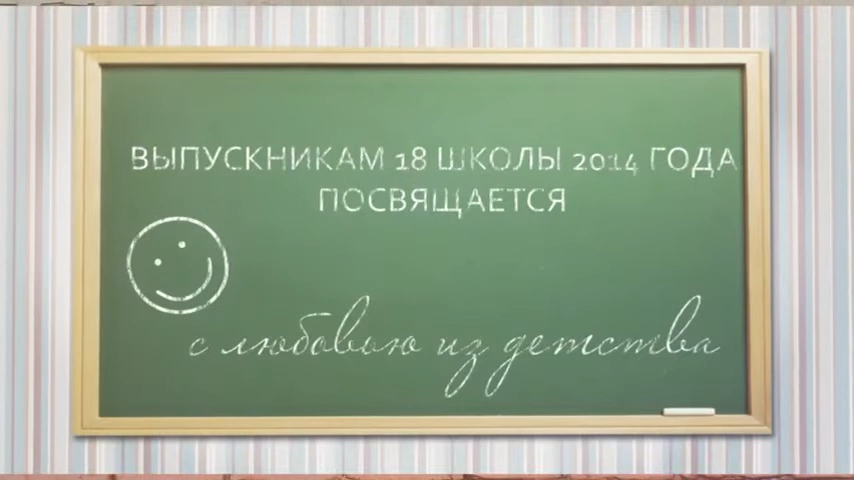 ВЫПУСКНИКАМ 18 ШКОЛЫ 2014 ГОДА
ПОСВЯЩАЕТСЯ
с любовью из детства